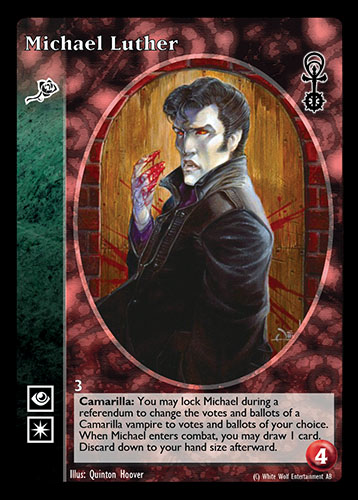 Michael Luther
3
Camarilla: You may lock Michael during a
referendum to change the votes and ballots of a
Camarilla vampire to votes and ballots of your choice.
When Michael enters combat, you may draw 1 card.
Discard down to your hand size afterward.
4
Illus: Quinton Hoover
(C) White Wolf Entertainment AB